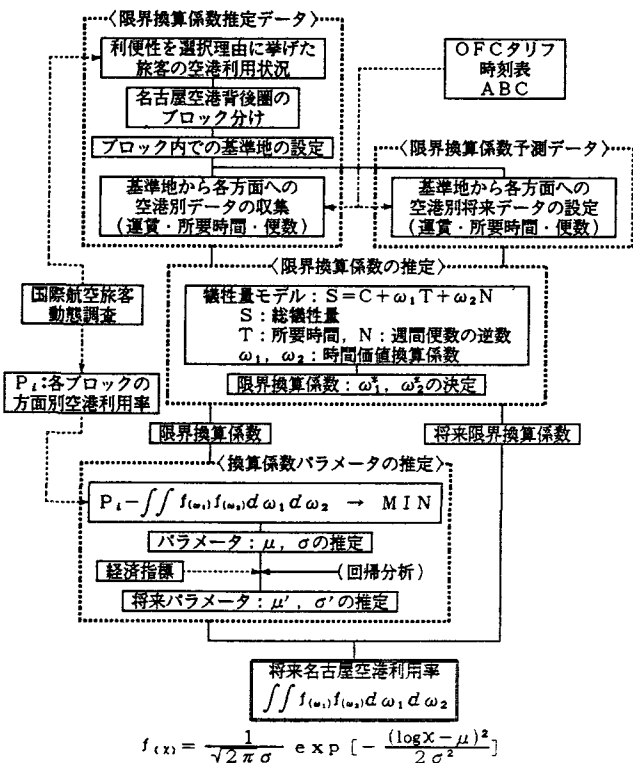 〈限界換算係数推定データ〉
利便性を選択理由に挙げた
旅客の空港利用状況
名古屋空港背後圏の
ブロック分け
ブロック内での基準地の設定
基準地から各方面への
空港別データの収集
(運賃・所要時間・便数)
OFCタリフ
時刻表
ABC
〈限界換算係数予測データ〉
基準地から各方面への
空港別将来データの設定
(運賃・所要時間・便数)
国際航空旅客
動態調査
Pi:各ブロックの
方面別空港利用率
〈限界換算係数の推定〉
犠牲量モデル:S=C+ω₁T+ω₂N
S:総犠牲量
T:所要時間, N:週間便数の逆数
ω₁, ω₂:時間価値換算係数
限界換算係数:ω₁*, ω₂*の決定
限界換算係数
将来限界換算係数
〈換算係数パラメータの推定〉
Pi-∫∫f(ω₁)f(ω₂)dω₁dω₂ → MIN
パラメータ:μ, σの推定
経済指標
(回帰分析)
将来パラメータ:μ', σ'の推定
将来名古屋空港利用率
∫∫f(ω₁)f(ω₂)dω₁dω₂
f(x)= 1/√2πσ exp[-(logx-μ)²/2σ²]